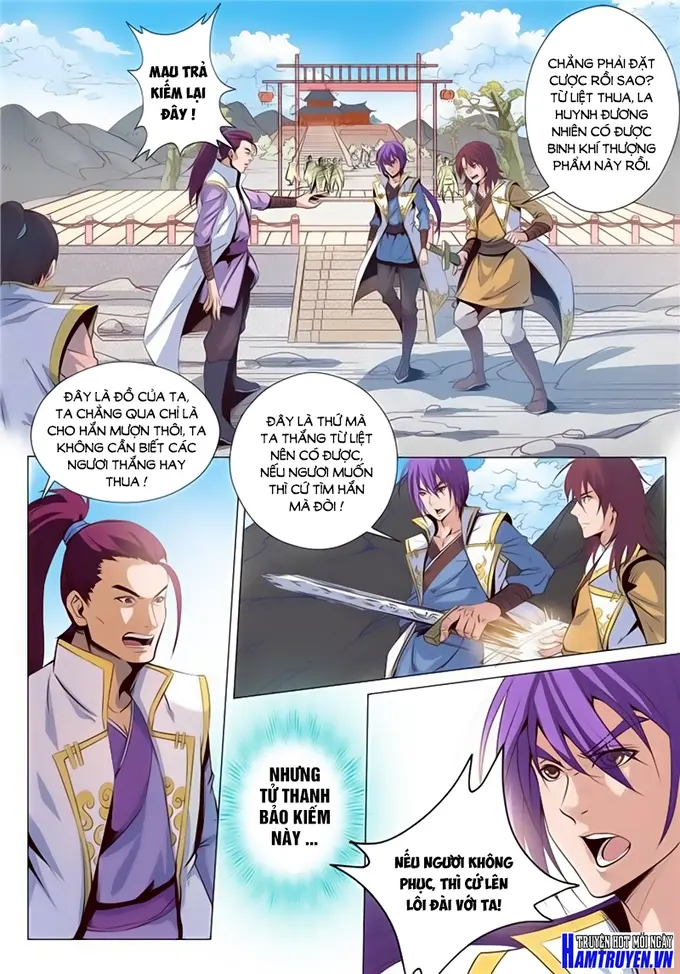 MAU TRẢ
KIẾM LẠI
ĐÂY !
CHẲNG PHẢI ĐẶT
CƯỢC RỒI SAO?
TỪ LIỆT THUA, LA
HUYNH ĐƯƠNG
NHIÊN CÓ ĐƯỢC
BINH KHÍ THƯỢNG
PHẨM NÀY RỒI.
ĐÂY LÀ ĐỒ CỦA TA,
TA CHẲNG QUA CHỈ LÀ
CHO HẮN MƯỢN THÔI, TA
KHÔNG CẦN BIẾT CÁC
NGƯƠI THẮNG HAY
THUA !
ĐÂY LÀ THỨ MÀ
TA THẮNG TỪ LIỆT
NÊN CÓ ĐƯỢC,
NẾU NGƯƠI MUỐN
THÌ CỨ TÌM HẮN
MÀ ĐÒI !
NHƯNG
TỬ THANH
BẢO KIẾM
NÀY ...
NẾU NGƯƠI KHÔNG
PHỤC, THÌ CỨ LÊN
LÔI ĐÀI VỚI TA!
TRUYỆN HOT MỖI NGÀY
HAMTRUYEN.VN